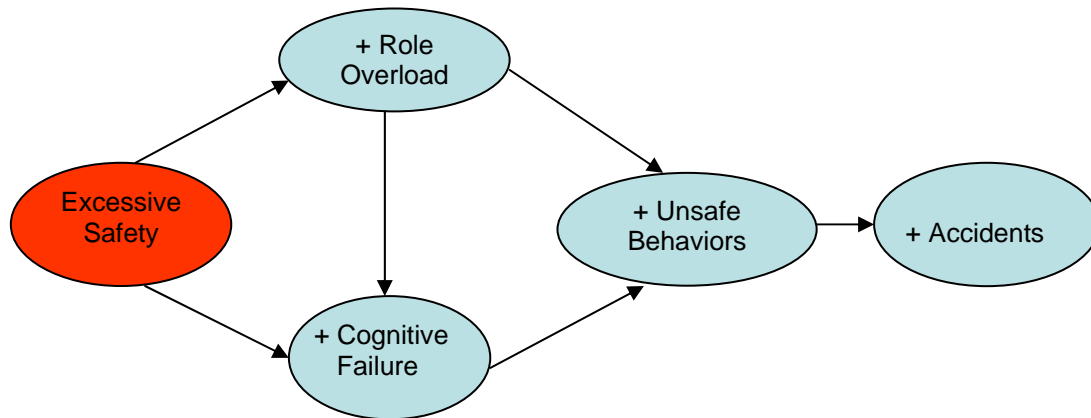 + Role
Overload
Excessive
Safety
+ Unsafe
Behaviors
+ Accidents
+ Cognitive
Failure